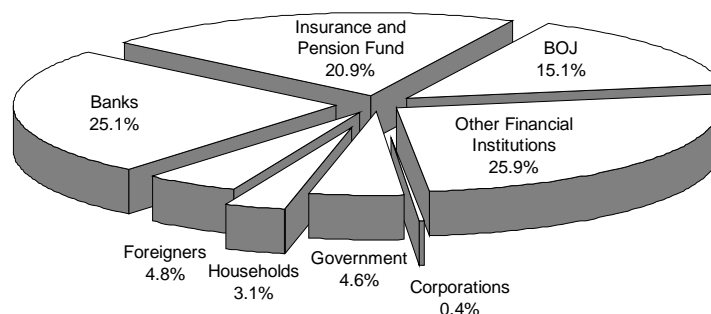 Insurance and
Pension Fund
20.9%
BOJ
15.1%
Banks
25.1%
Other Financial
Institutions
25.9%
Foreigners
4.8%
Households
3.1%
Government
4.6%
Corporations
0.4%